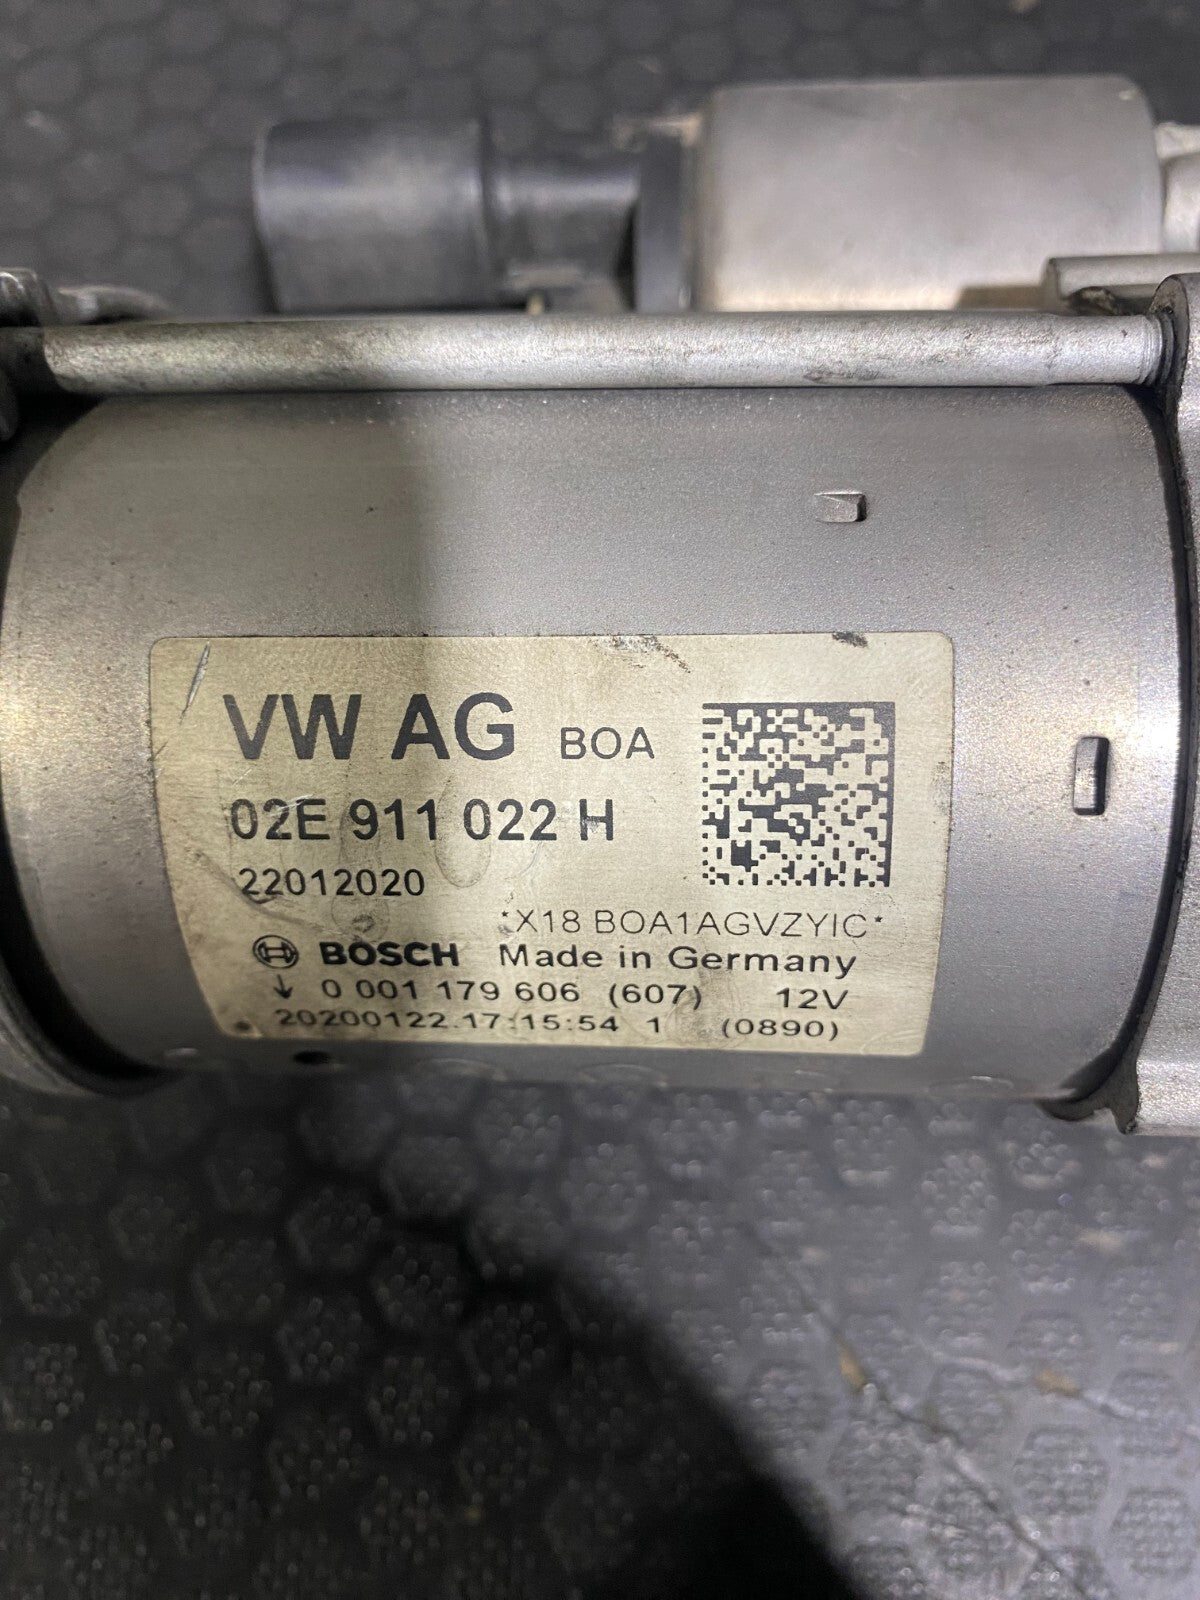 VW AG BOA
02E 911 022 H
22012020
*X18 BOA1AGVZYIC*
BOSCH Made in Germany
↓ 0 001 179 606 (607) 12V
20200122.17:15:54 1 (0890)